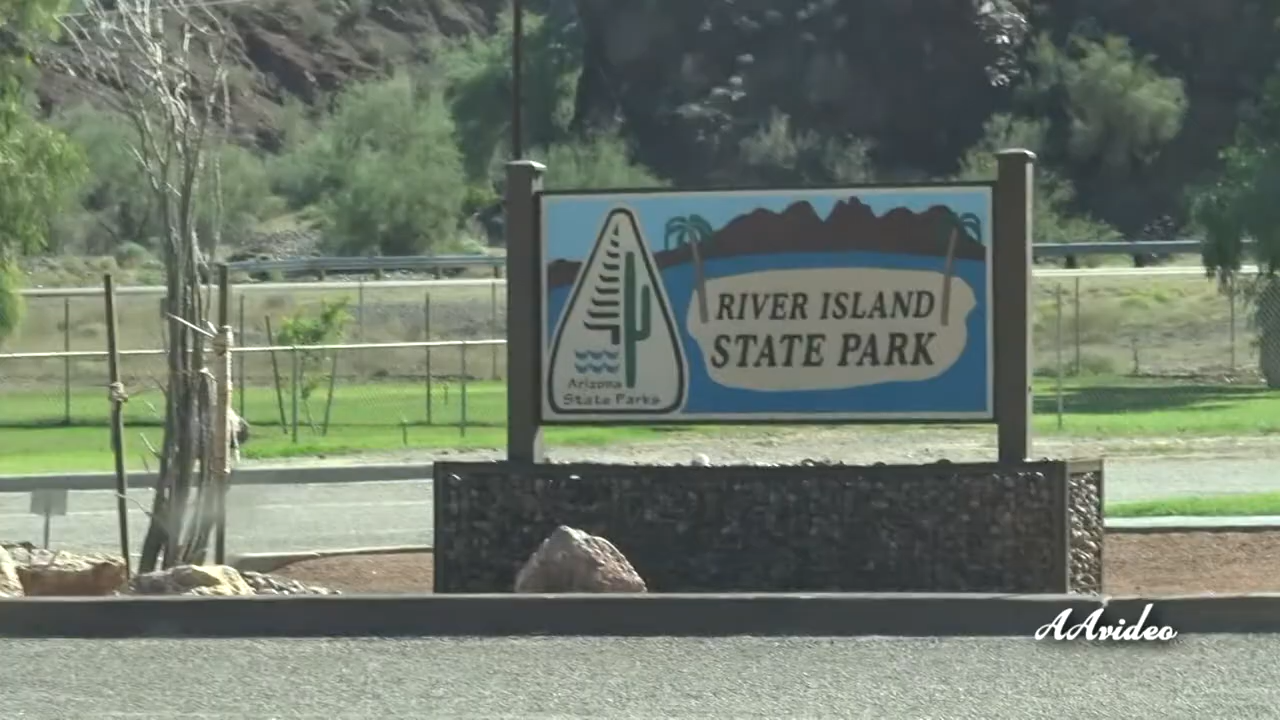 RIVER ISLAND
STATE PARK
Arizona
State Parks
AAvideo